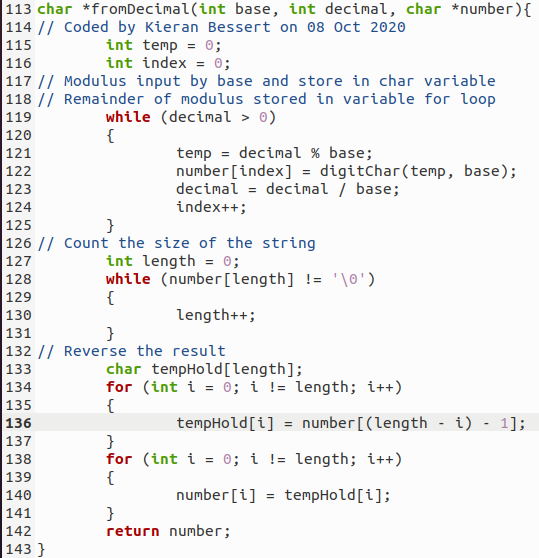 113 char *fromDecimal(int base, int decimal, char *number){
114 // Coded by Kieran Bessert on 08 Oct 2020
115         int temp = 0;
116         int index = 0;
117 // Modulus input by base and store in char variable
118 // Remainder of modulus stored in variable for loop
119         while (decimal > 0)
120         {
121                 temp = decimal % base;
122                 number[index] = digitChar(temp, base);
123                 decimal = decimal / base;
124                 index++;
125         }
126 // Count the size of the string
127         int length = 0;
128         while (number[length] != '\0')
129         {
130                 length++;
131         }
132 // Reverse the result
133         char tempHold[length];
134         for (int i = 0; i != length; i++)
135         {
136                 tempHold[i] = number[(length - i) - 1];
137         }
138         for (int i = 0; i != length; i++)
139         {
140                 number[i] = tempHold[i];
141         }
142         return number;
143 }